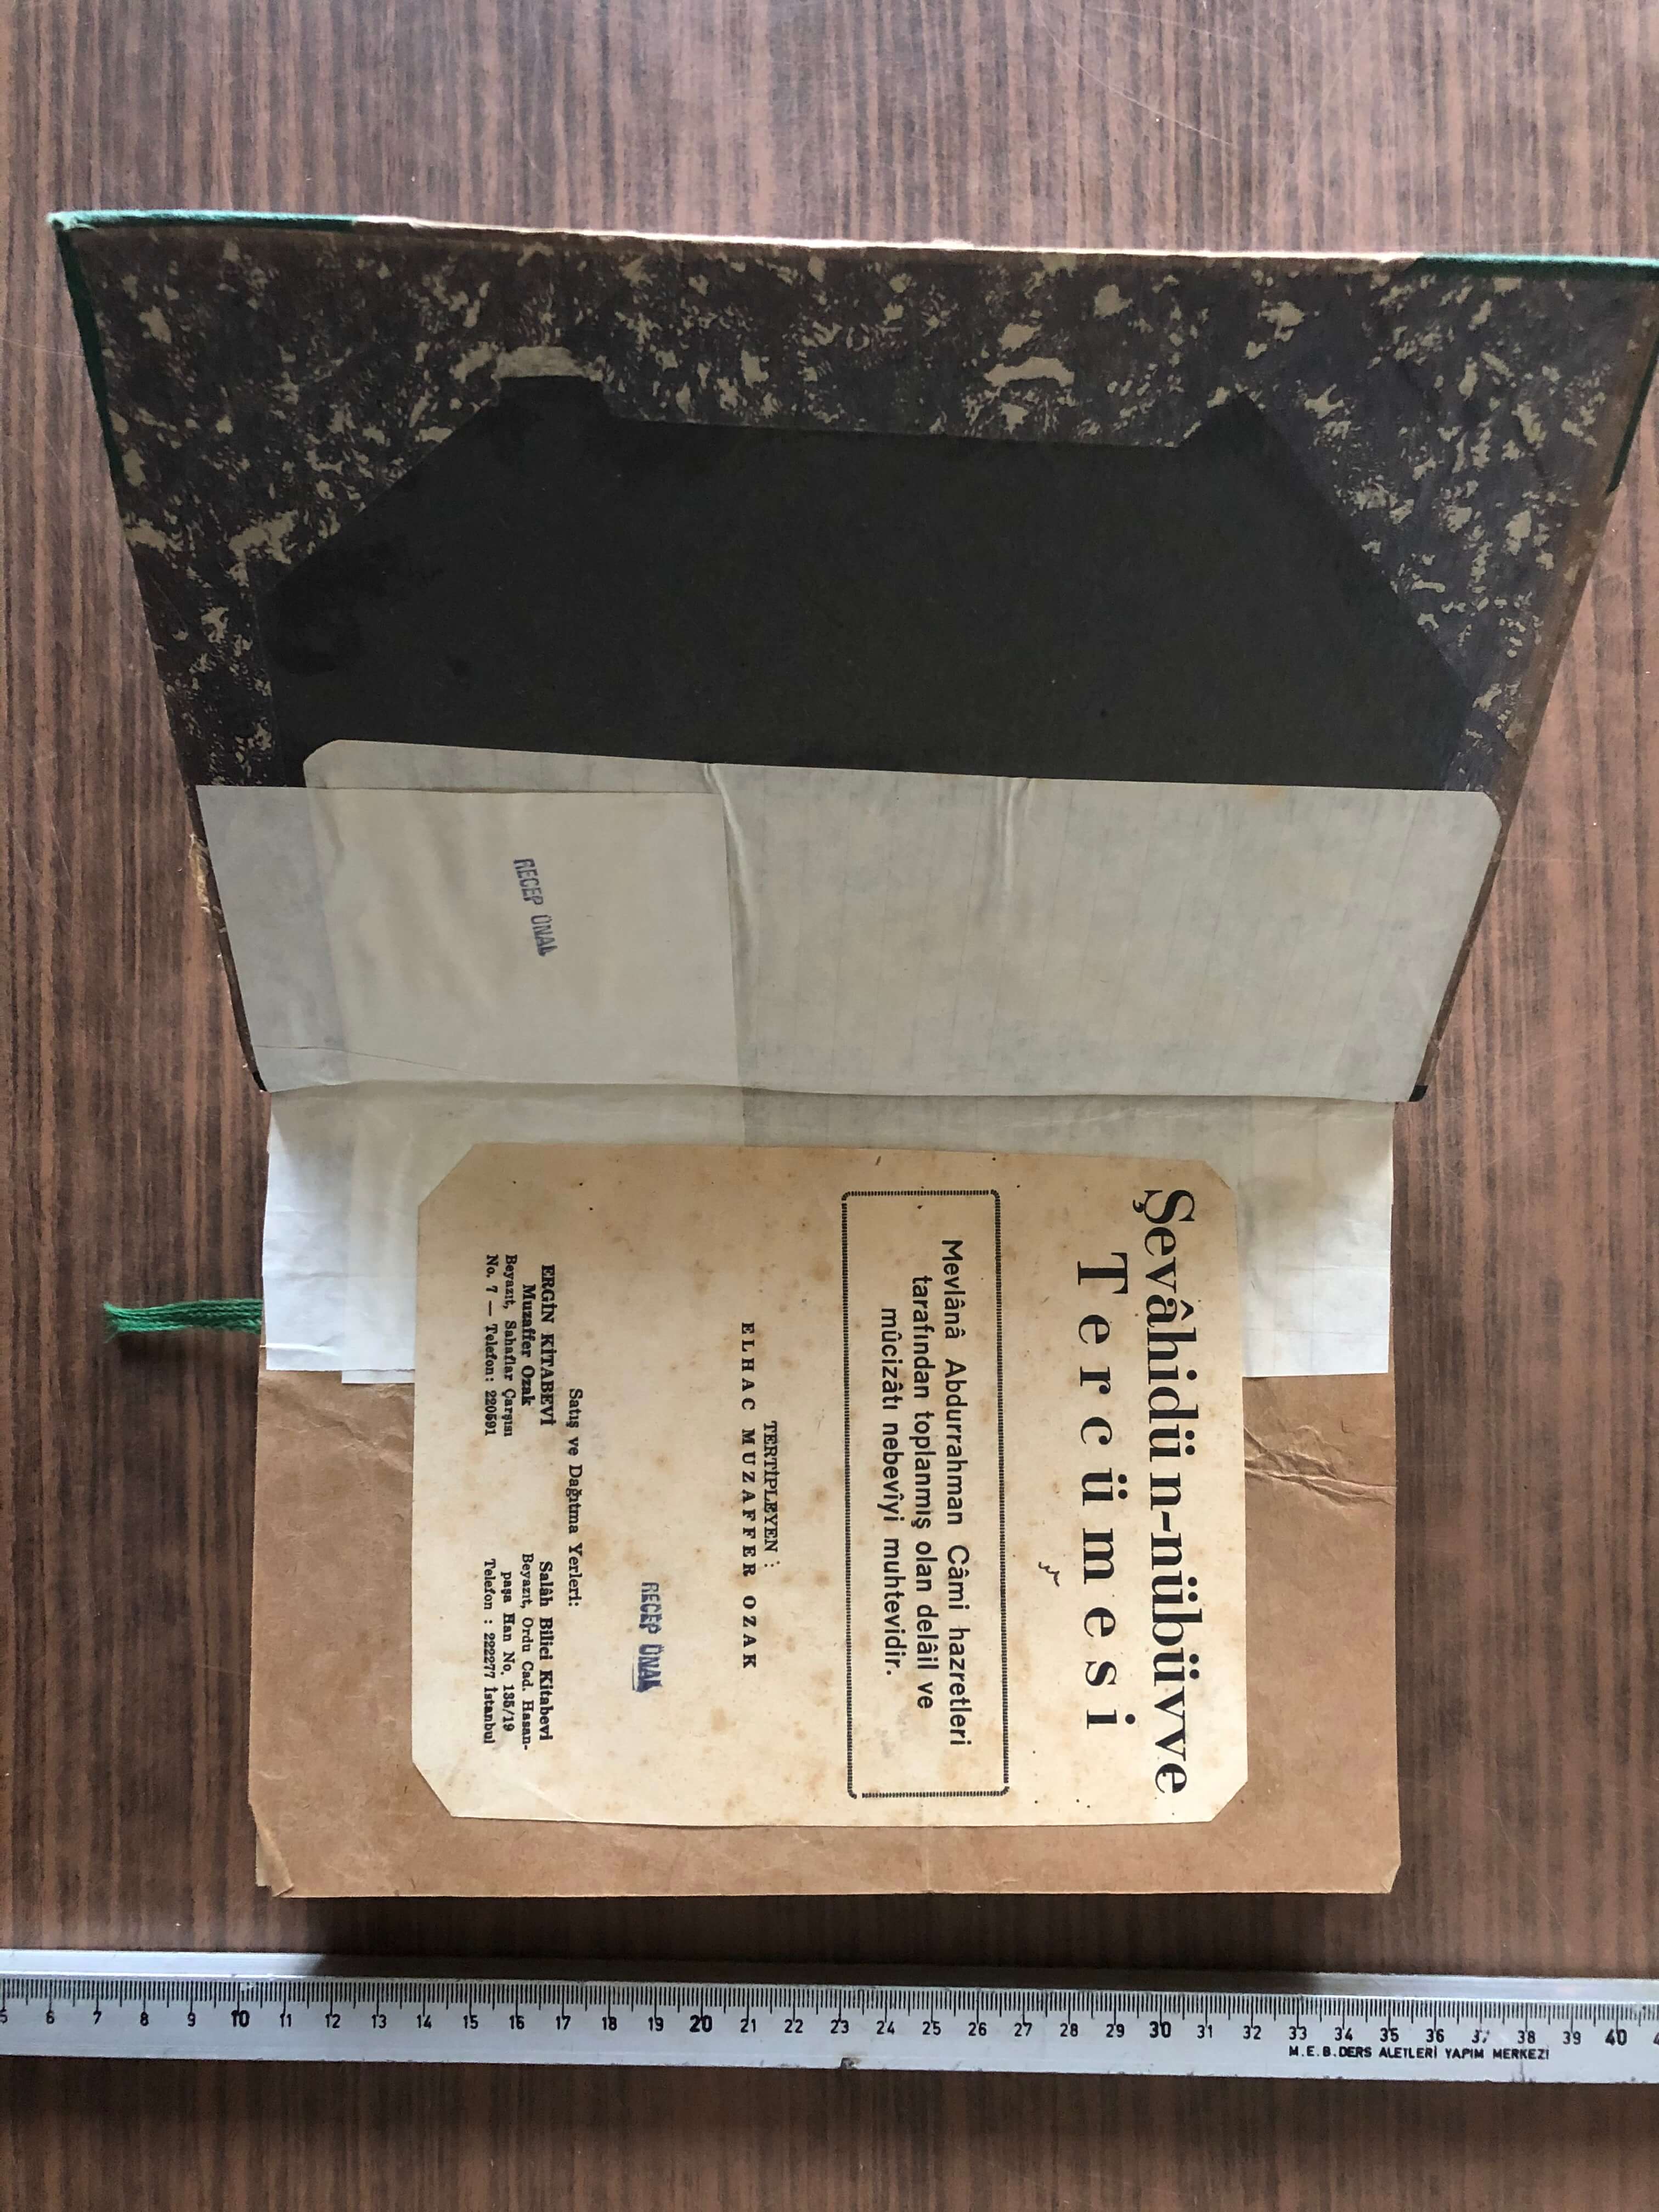 RECEP ÜNAL
Şevâhidün-nübüvve
Tercümesi
Mevlânâ Abdurrahman Câmi hazretleri
tarafından toplanmış olan delâil ve
mûcizâtı nebevîyi muhtevidir.
TERTİPLEYEN :
ELHAC MUZAFFER OZAK
RECEP ÜNAL
Satış ve Dağıtma Yerleri:
ERGİN KİTABEVİ
Muzaffer Ozak
Beyazıt, Sahaflar Çarşısı
No. 7 — Telefon: 220591
Salâh Bilici Kitabevi
Beyazıt, Ordu Cad. Hasan-
paşa Han No. 135/19
Telefon : 222277 İstanbul
5 6 7 8 9 10 11 12 13 14 15 16 17 18 19 20 21 22 23 24 25 26 27 28 29 30 31 32 33 34 35 36 37 38 39 40 4
M.E.B.DERS ALETLERİ YAPIM MERKEZİ